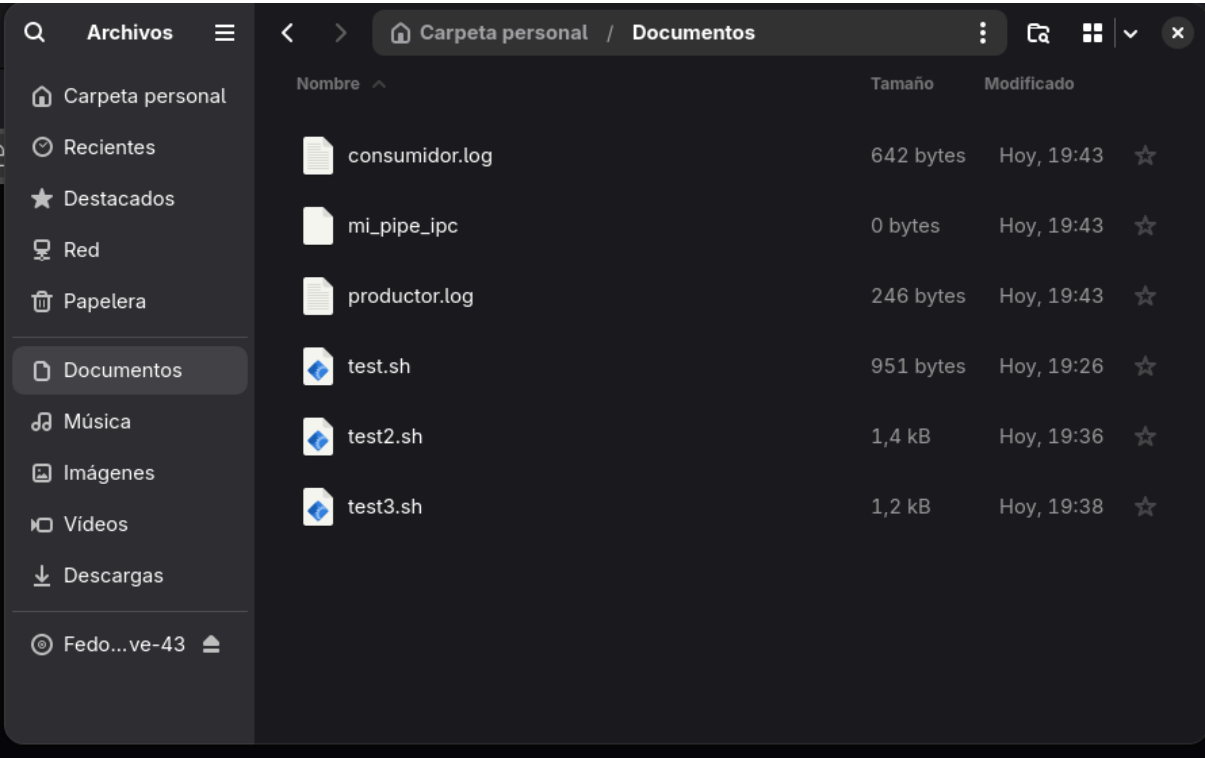 Archivos
Carpeta personal / Documentos
Carpeta personal
Recientes
Destacados
Red
Papelera
Documentos
Música
Imágenes
Vídeos
Descargas
Fedo…ve-43
Nombre Tamaño Modificado
consumidor.log 642 bytes Hoy, 19:43
mi_pipe_ipc 0 bytes Hoy, 19:43
productor.log 246 bytes Hoy, 19:43
test.sh 951 bytes Hoy, 19:26
test2.sh 1,4 kB Hoy, 19:36
test3.sh 1,2 kB Hoy, 19:38